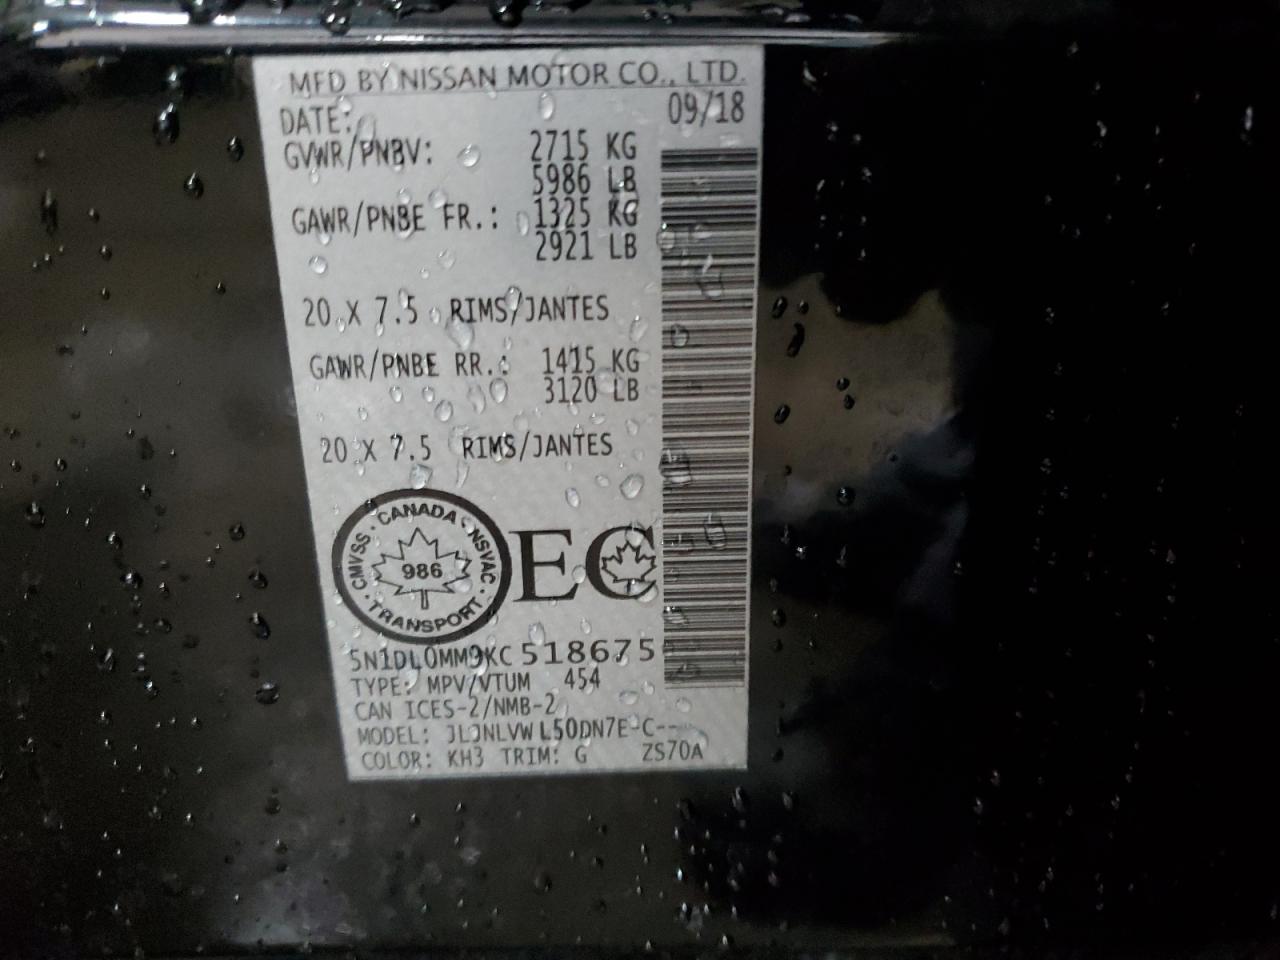 MFD BY NISSAN MOTOR CO., LTD.
DATE: 09/18
GVWR/PNBV: 2715 KG
5986 LB
GAWR/PNBE FR.: 1325 KG
2921 LB
20 X 7.5 RIMS/JANTES
GAWR/PNBE RR.: 1415 KG
3120 LB
20 X 7.5 RIMS/JANTES
CMVSS · CANADA · NSVAC · TRANSPORT ·
986
EC
5N1DL0MM9KC518675
TYPE: MPV/VTUM 454
CAN ICES-2/NMB-2
MODEL: JLJNLVW L50DN7E-C--
COLOR: KH3 TRIM: G ZS70A